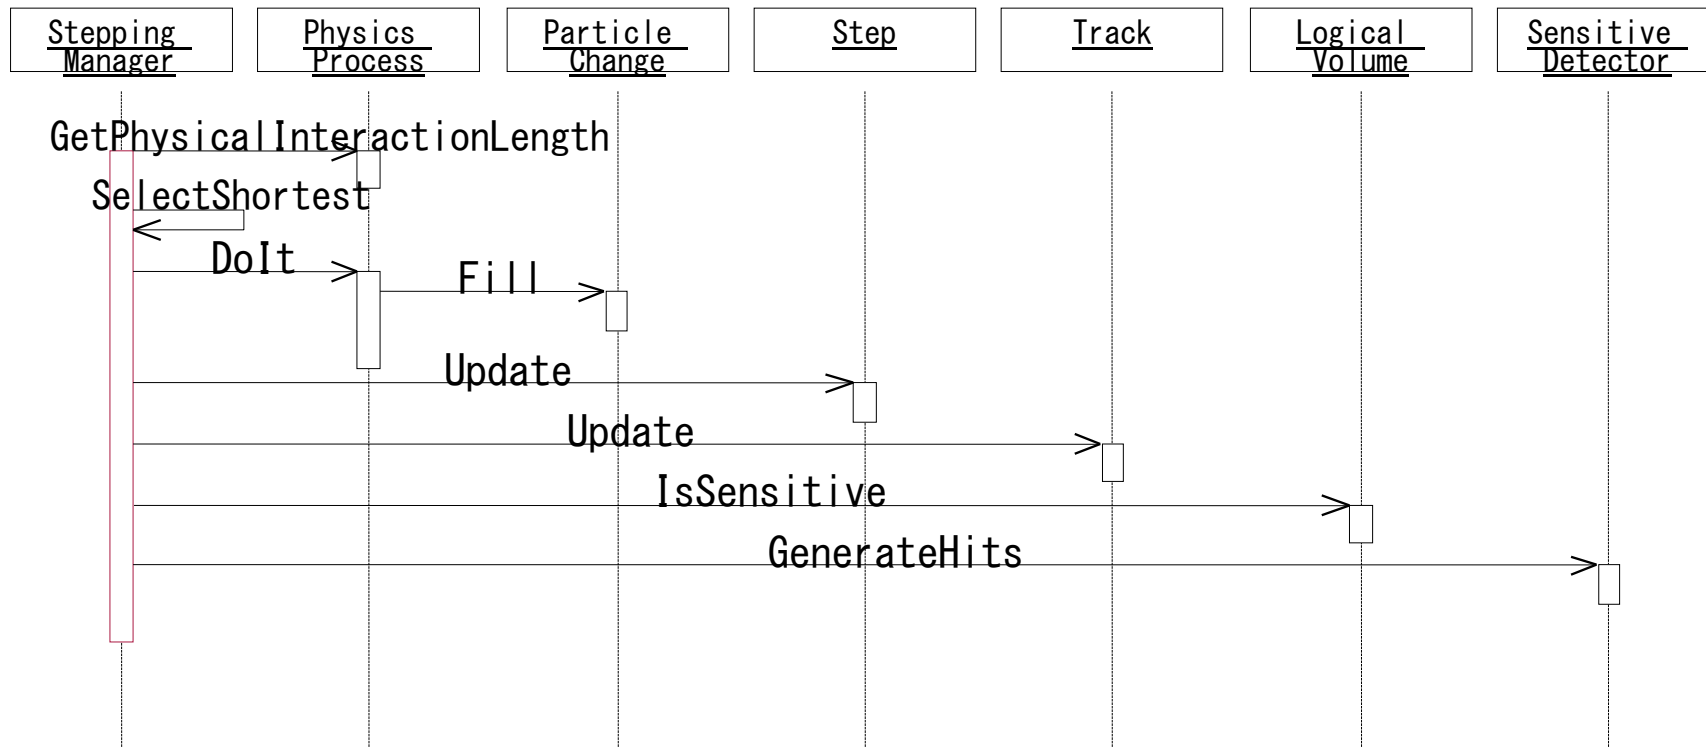 Stepping
Manager
Physics
Process
Particle
Change
Step
Track
Logical
Volume
Sensitive
Detector
GetPhysicalInteractionLength
SelectShortest
DoIt
Fill
Update
Update
IsSensitive
GenerateHits